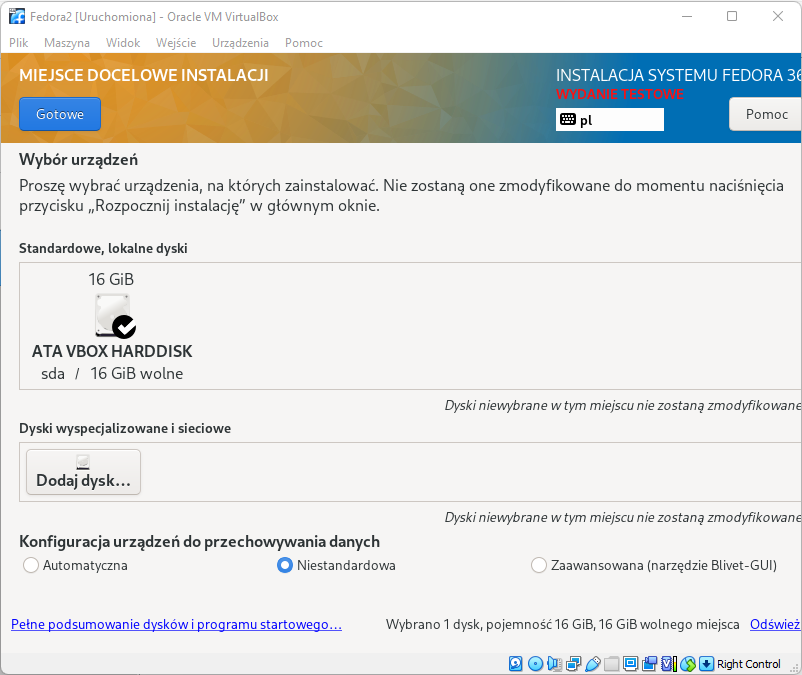 Fedora2 [Uruchomiona] - Oracle VM VirtualBox
Plik Maszyna Widok Wejście Urządzenia Pomoc
MIEJSCE DOCELOWE INSTALACJI
INSTALACJA SYSTEMU FEDORA 36
WYDANIE TESTOWE
Gotowe
pl
Pomoc
Wybór urządzeń
Proszę wybrać urządzenia, na których zainstalować. Nie zostaną one zmodyfikowane do momentu naciśnięcia
przycisku „Rozpocznij instalację” w głównym oknie.
Standardowe, lokalne dyski
16 GiB
ATA VBOX HARDDISK
sda / 16 GiB wolne
Dyski niewybrane w tym miejscu nie zostaną zmodyfikowane
Dyski wyspecjalizowane i sieciowe
Dodaj dysk…
Dyski niewybrane w tym miejscu nie zostaną zmodyfikowane
Konfiguracja urządzeń do przechowywania danych
Automatyczna
Niestandardowa
Zaawansowana (narzędzie Blivet-GUI)
Pełne podsumowanie dysków i programu startowego…
Wybrano 1 dysk, pojemność 16 GiB, 16 GiB wolnego miejsca
Odśwież
Right Control